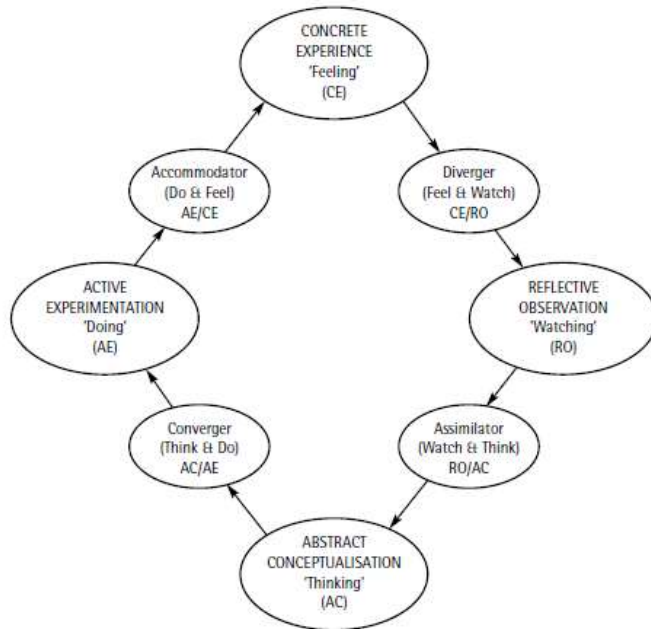 CONCRETE
EXPERIENCE
'Feeling'
(CE)
Accommodator
(Do & Feel)
AE/CE
Diverger
(Feel & Watch)
CE/RO
ACTIVE
EXPERIMENTATION
'Doing'
(AE)
REFLECTIVE
OBSERVATION
'Watching'
(RO)
Converger
(Think & Do)
AC/AE
Assimilator
(Watch & Think)
RO/AC
ABSTRACT
CONCEPTUALISATION
'Thinking'
(AC)